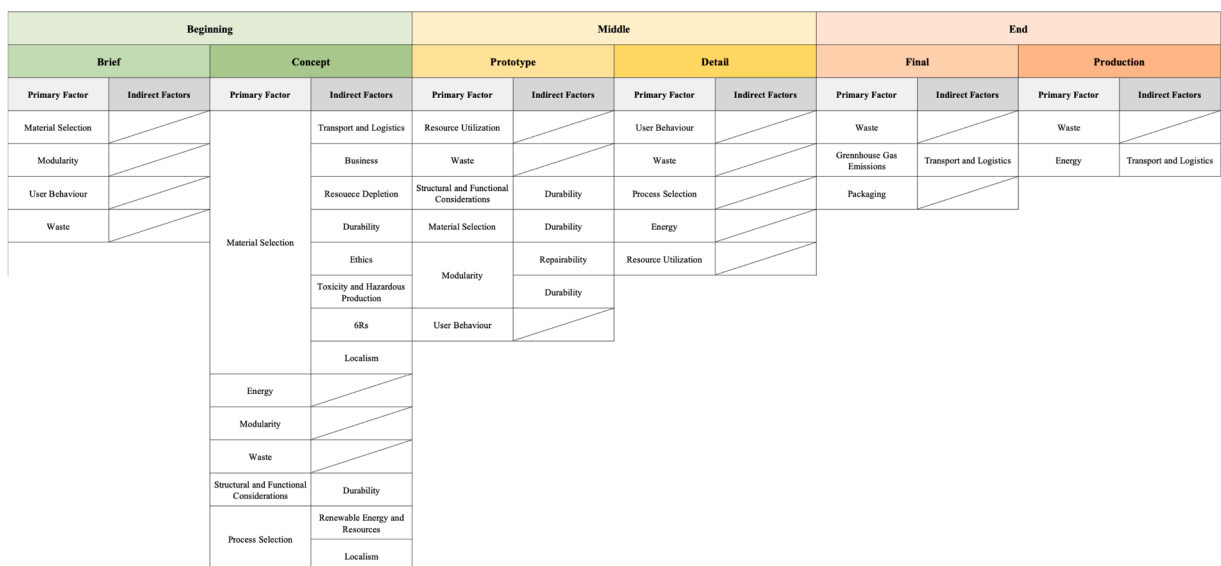 Beginning Middle End
Brief Concept Prototype Detail Final Production
Primary Factor Indirect Factors Primary Factor Indirect Factors Primary Factor Indirect Factors Primary Factor Indirect Factors Primary Factor Indirect Factors Primary Factor Indirect Factors
Material Selection
Modularity
User Behaviour
Waste
Material Selection
Transport and Logistics
Business
Resouece Depletion
Durability
Ethics
Toxicity and Hazardous
Production
6Rs
Localism
Energy
Modularity
Waste
Structural and Functional
Considerations
Durability
Process Selection
Renewable Energy and
Resources
Localism
Resource Utilization
Waste
Structural and Functional
Considerations
Durability
Material Selection
Durability
Modularity
Repairability
Durability
User Behaviour
User Behaviour
Waste
Process Selection
Energy
Resource Utilization
Waste
Grennhouse Gas
Emissions
Transport and Logistics
Packaging
Waste
Energy
Transport and Logistics